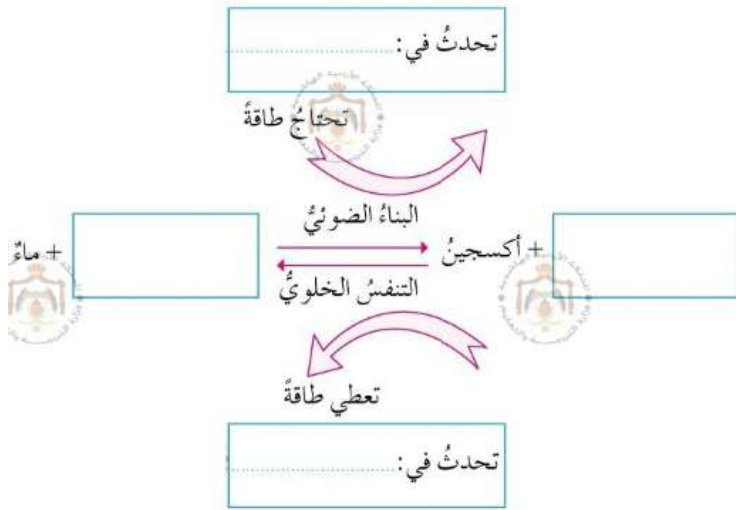 تحدثُ في: ........................
تحتاجُ طاقةً
البناءُ الضوئيُّ
+ أكسجينُ
+ ماءٌ
التنفسُ الخلويُّ
تعطي طاقةً
تحدثُ في: ........................